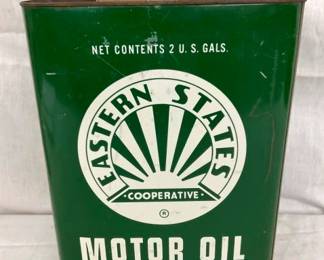 NET CONTENTS 2 U.S. GALS.
EASTERN STATES
· COOPERATIVE ·
®
MOTOR OIL